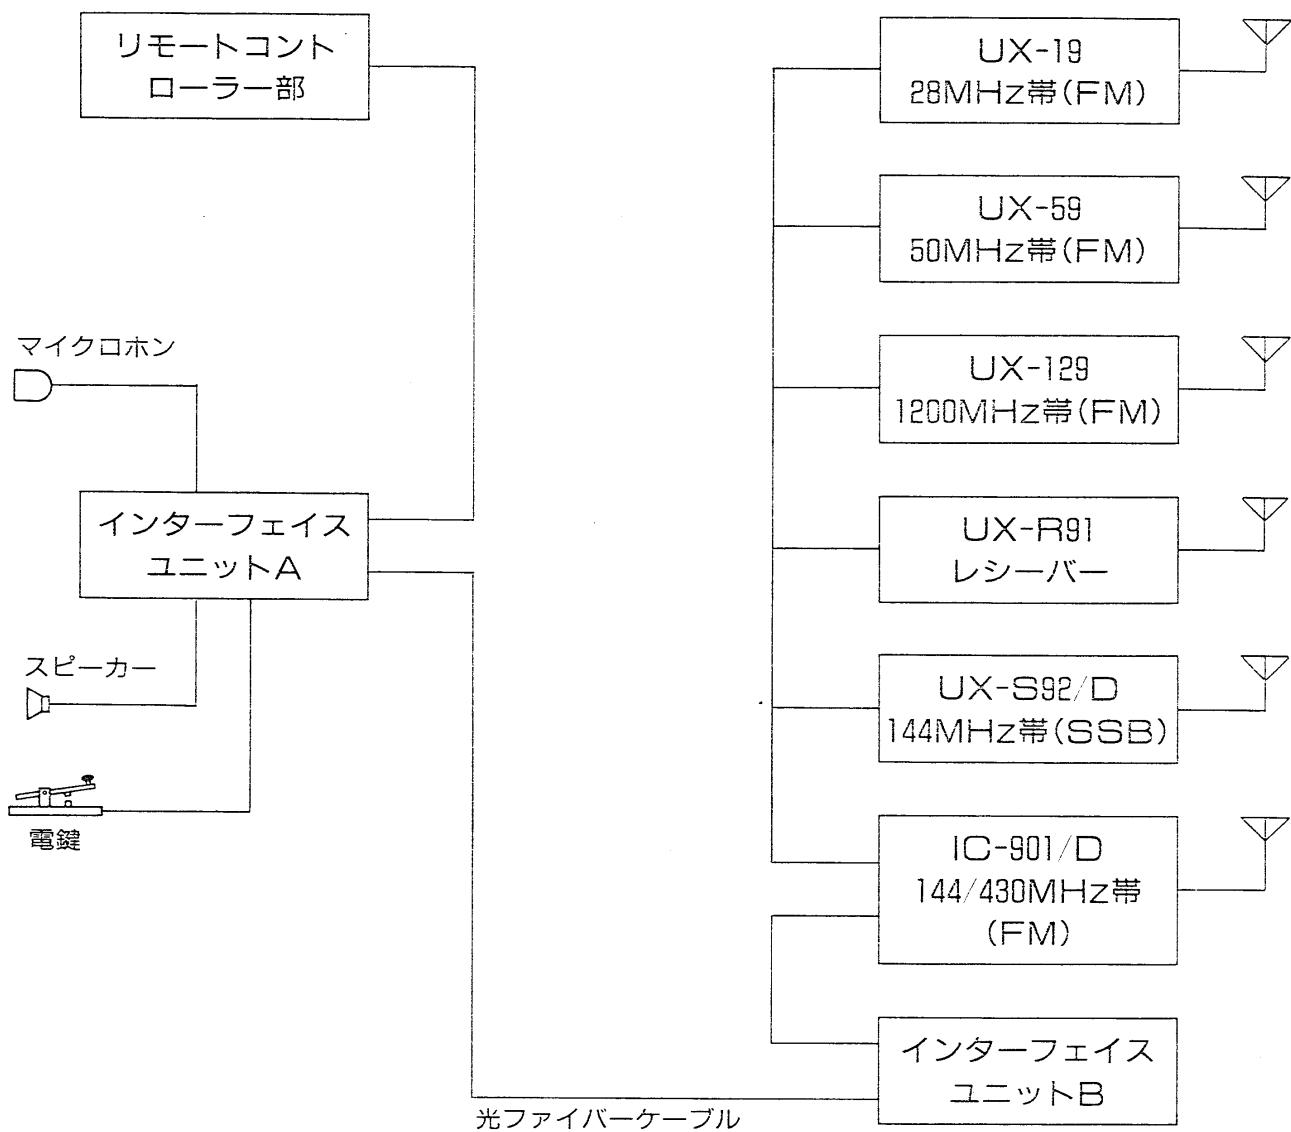 リモートコント
ローラー部
マイクロホン
インターフェイス
ユニットA
スピーカー
電鍵
光ファイバーケーブル
UX-19
28MHz帯(FM)
UX-59
50MHz帯(FM)
UX-129
1200MHz帯(FM)
UX-R91
レシーバー
UX-S92/D
144MHz帯(SSB)
IC-901/D
144/430MHz帯
(FM)
インターフェイス
ユニットB